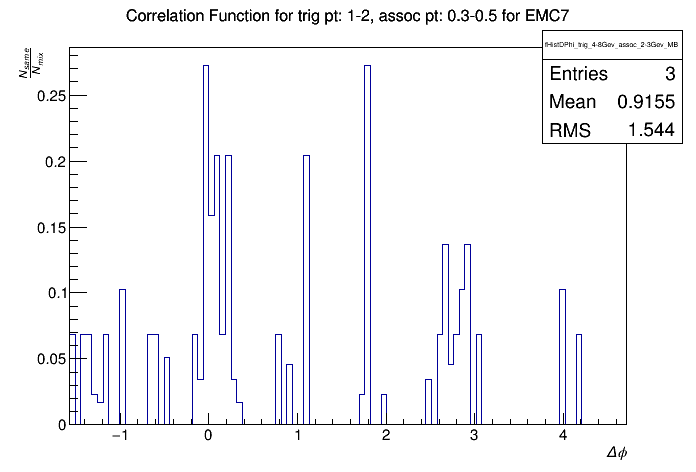 Correlation Function for trig pt: 1-2, assoc pt: 0.3-0.5 for EMC7
fHistDPhi_trig_4-8Gev_assoc_2-3Gev_MB
Entries 3
Mean 0.9155
RMS 1.544
N_same
N_mix
0.25
0.2
0.15
0.1
0.05
0
−1 0 1 2 3 4
Δϕ